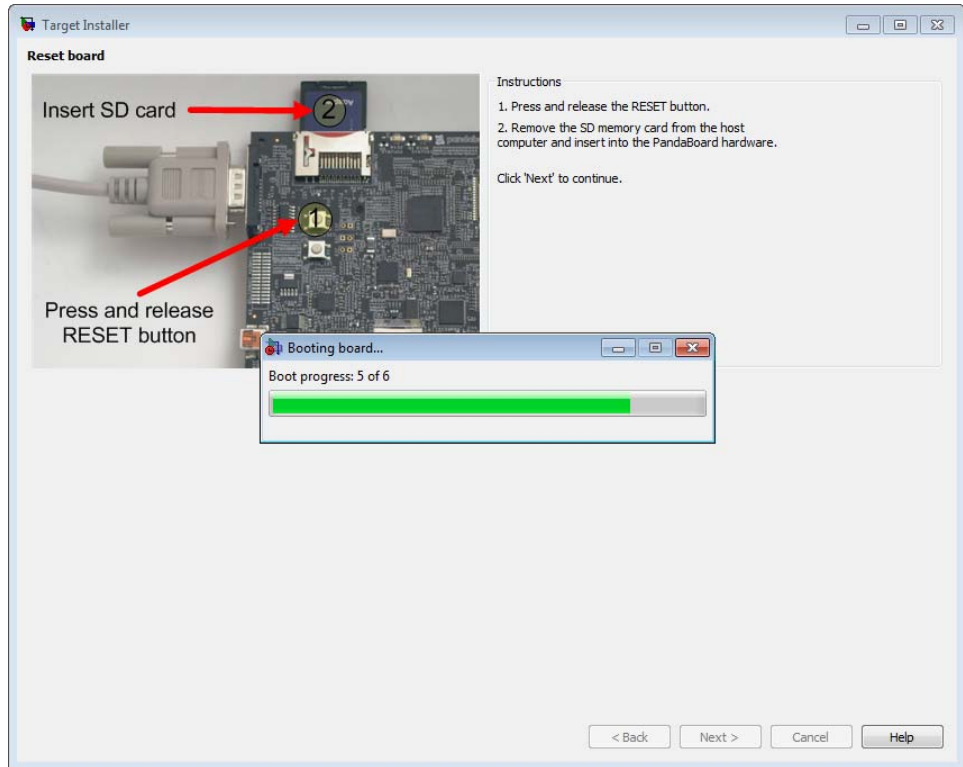 Target Installer
Reset board
Insert SD card
2
1
Press and release
RESET button
Instructions
1. Press and release the RESET button.
2. Remove the SD memory card from the host
computer and insert into the PandaBoard hardware.
Click 'Next' to continue.
Booting board...
Boot progress: 5 of 6
< Back
Next >
Cancel
Help